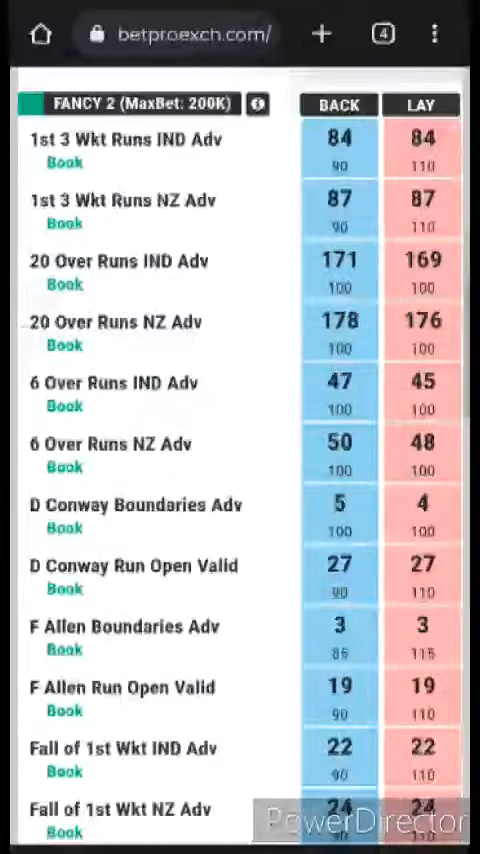 betproexch.com/
4
FANCY 2 (MaxBet: 200K)
BACK
LAY
1st 3 Wkt Runs IND Adv
84
84
Book
90
110
1st 3 Wkt Runs NZ Adv
87
87
Book
90
110
20 Over Runs IND Adv
171
169
Book
100
100
20 Over Runs NZ Adv
178
176
Book
100
100
6 Over Runs IND Adv
47
45
Book
100
100
6 Over Runs NZ Adv
50
48
Book
100
100
D Conway Boundaries Adv
5
4
Book
100
100
D Conway Run Open Valid
27
27
Book
90
110
F Allen Boundaries Adv
3
3
Book
85
115
F Allen Run Open Valid
19
19
Book
90
110
Fall of 1st Wkt IND Adv
22
22
Book
90
110
Fall of 1st Wkt NZ Adv
24
24
Book
90
110
PowerDirector